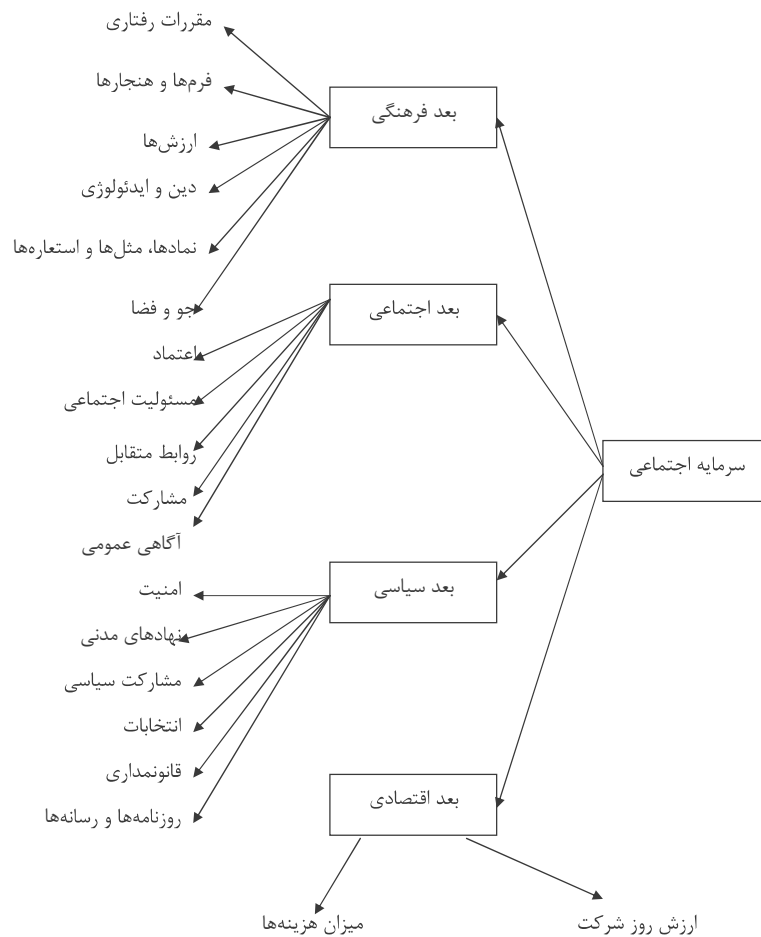 سرمایه اجتماعی
بعد فرهنگی
مقررات رفتاری
فرم‌ها و هنجارها
ارزش‌ها
دین و ایدئولوژی
نمادها، مثل‌ها و استعاره‌ها
جو و فضا
بعد اجتماعی
اعتماد
مسئولیت اجتماعی
روابط متقابل
مشارکت
آگاهی عمومی
بعد سیاسی
امنیت
نهادهای مدنی
مشارکت سیاسی
انتخابات
قانونمداری
روزنامه‌ها و رسانه‌ها
بعد اقتصادی
ارزش روز شرکت
میزان هزینه‌ها